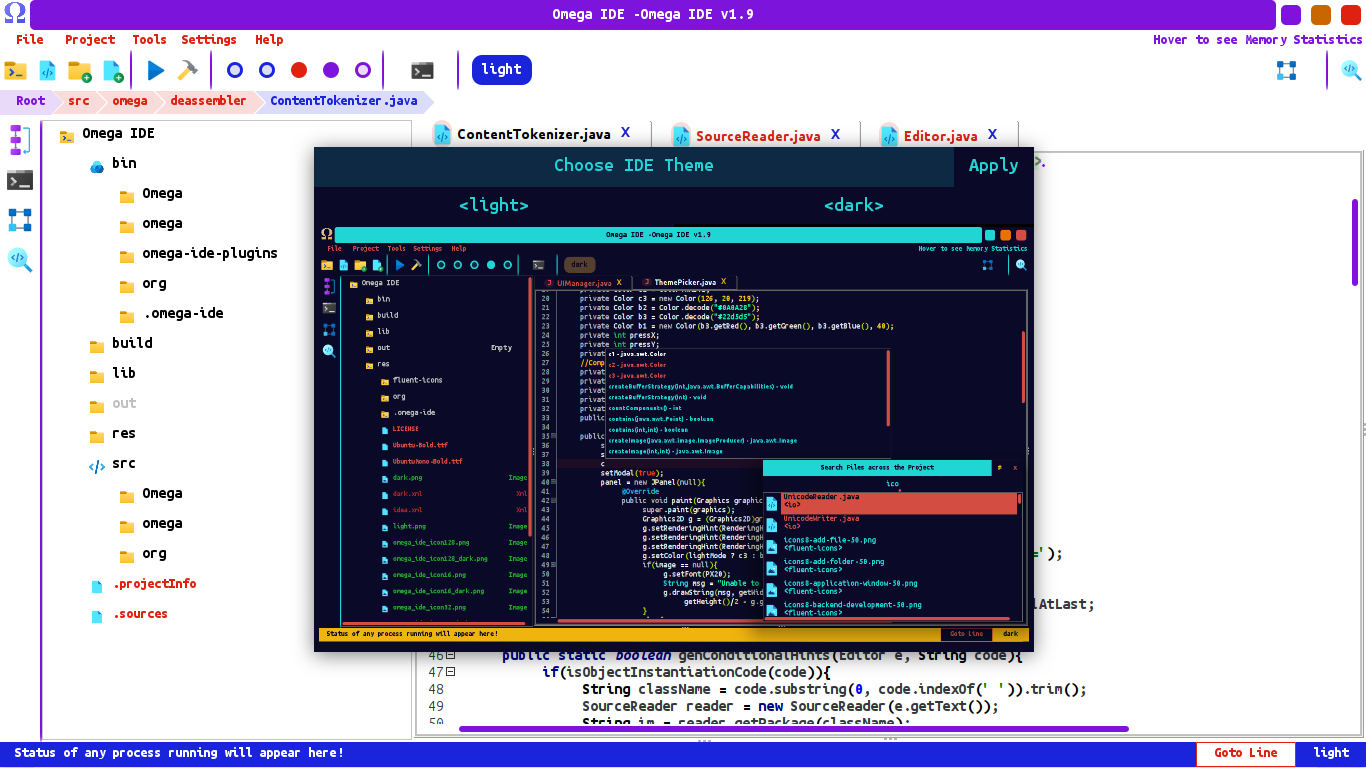 Ω
Omega IDE -Omega IDE v1.9
File Project Tools Settings Help
Hover to see Memory Statistics
light
Root src omega deassembler ContentTokenizer.java
Omega IDE
bin
Omega
omega
omega-ide-plugins
org
.omega-ide
build
lib
out
res
src
Omega
omega
org
.projectInfo
.sources
ContentTokenizer.java X SourceReader.java X Editor.java X
>.
Choose IDE Theme
Apply
<light> <dark>
Ω
Omega IDE -Omega IDE v1.9
File Project Tools Settings Help
Hover to see Memory Statistics
dark
Omega IDE
bin
build
lib
out Empty
res
fluent-icons
org
.omega-ide
LICENSE
Ubuntu-Bold.ttf
UbuntuMono-Bold.ttf
dark.png Image
dark.xml Xml
idea.xml Xml
light.png Image
omega_ide_icon128.png Image
omega_ide_icon128_dark.png Image
omega_ide_icon16.png Image
omega_ide_icon16_dark.png Image
omega_ide_icon32.png Image
UIManager.java X ThemePicker.java X
20 private Color c3 = new Color(126, 20, 219);
21 private Color b2 = Color.decode("#0A0A28");
22 private Color b3 = Color.decode("#22d5d5");
23 private Color b1 = new Color(b3.getRed(), b3.getGreen(), b3.getBlue(), 40);
24 private int pressX;
25 private int pressY;
26 privat
27 //Comp
28 privat
29 privat
30 privat
31 privat
32 privat
33 public
34
35 public
36 s
37 s
38 c
39 setModal(true);
40 panel = new JPanel(null){
41 @Override
42 public void paint(Graphics graphic
43 super.paint(graphics);
44 Graphics2D g = (Graphics2D)gr
45 g.setRenderingHint(RenderingH
46 g.setRenderingHint(RenderingH
47 g.setRenderingHint(RenderingH
48 g.setColor(lightMode ? c3 : b
49 if(image == null){
50 g.setFont(PX20);
51 String msg = "Unable to
52 g.drawString(msg, getWid
53 getHeight()/2 - g.g
54 }
c1 - java.awt.Color
c2 - java.awt.Color
c3 - java.awt.Color
createBufferStrategy(int,java.awt.BufferCapabilities) - void
createBufferStrategy(int) - void
countComponents() - int
contains(java.awt.Point) - boolean
contains(int,int) - boolean
createImage(java.awt.image.ImageProducer) - java.awt.Image
createImage(int,int) - java.awt.Image
Search Files across the Project # x
ico
UnicodeReader.java
<io>
UnicodeWriter.java
<io>
icons8-add-file-50.png
<fluent-icons>
icons8-add-folder-50.png
<fluent-icons>
icons8-application-window-50.png
<fluent-icons>
icons8-backend-development-50.png
<fluent-icons>
Status of any process running will appear here!
Goto Line dark
=');
lAtLast;
46 public static boolean genConditionalHints(Editor e, String code){
47 if(isObjectInstantiationCode(code)){
48 String className = code.substring(0, code.indexOf(' ')).trim();
49 SourceReader reader = new SourceReader(e.getText());
50 String im = reader.getPackage(className);
Status of any process running will appear here!
Goto Line light